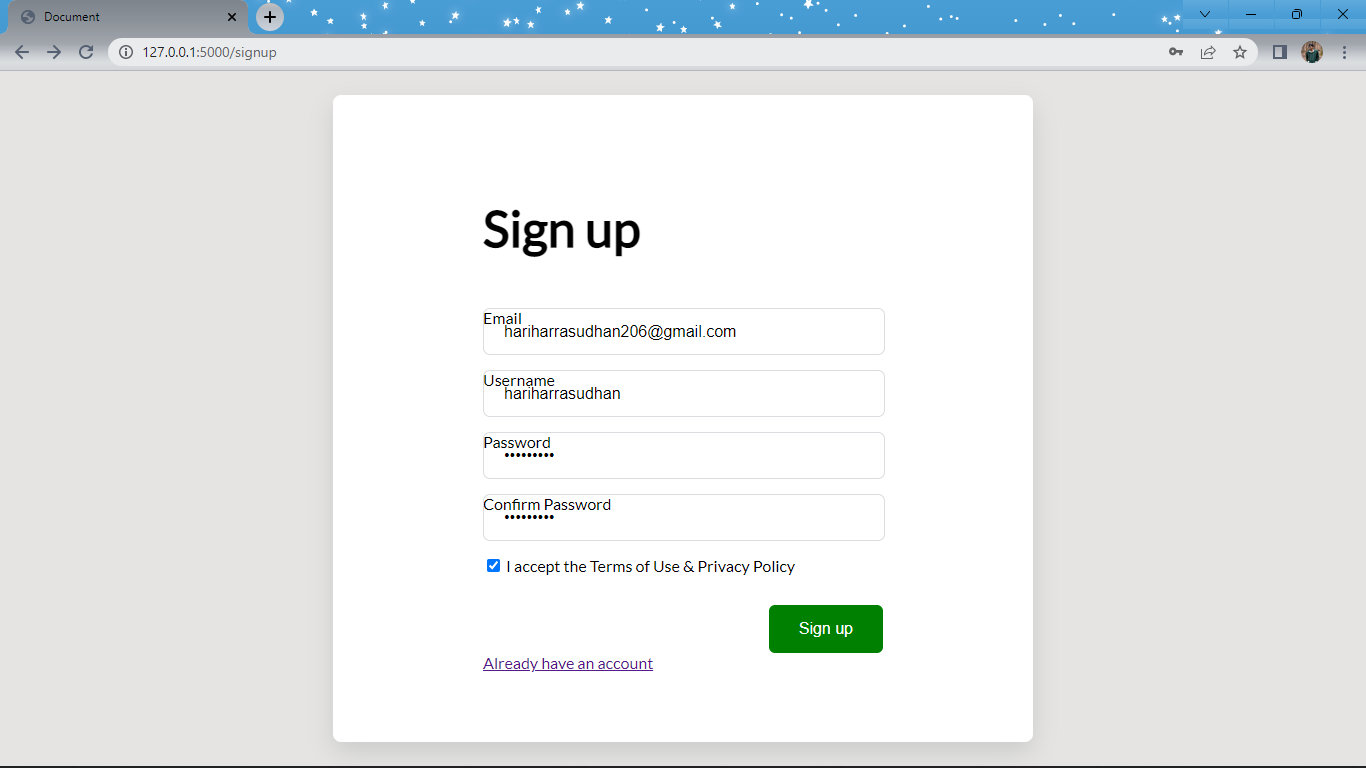 Document
127.0.0.1:5000/signup
Sign up
Email
hariharrasudhan206@gmail.com
Username
hariharrasudhan
Password
•••••••••
Confirm Password
•••••••••
I accept the Terms of Use & Privacy Policy
Sign up
Already have an account